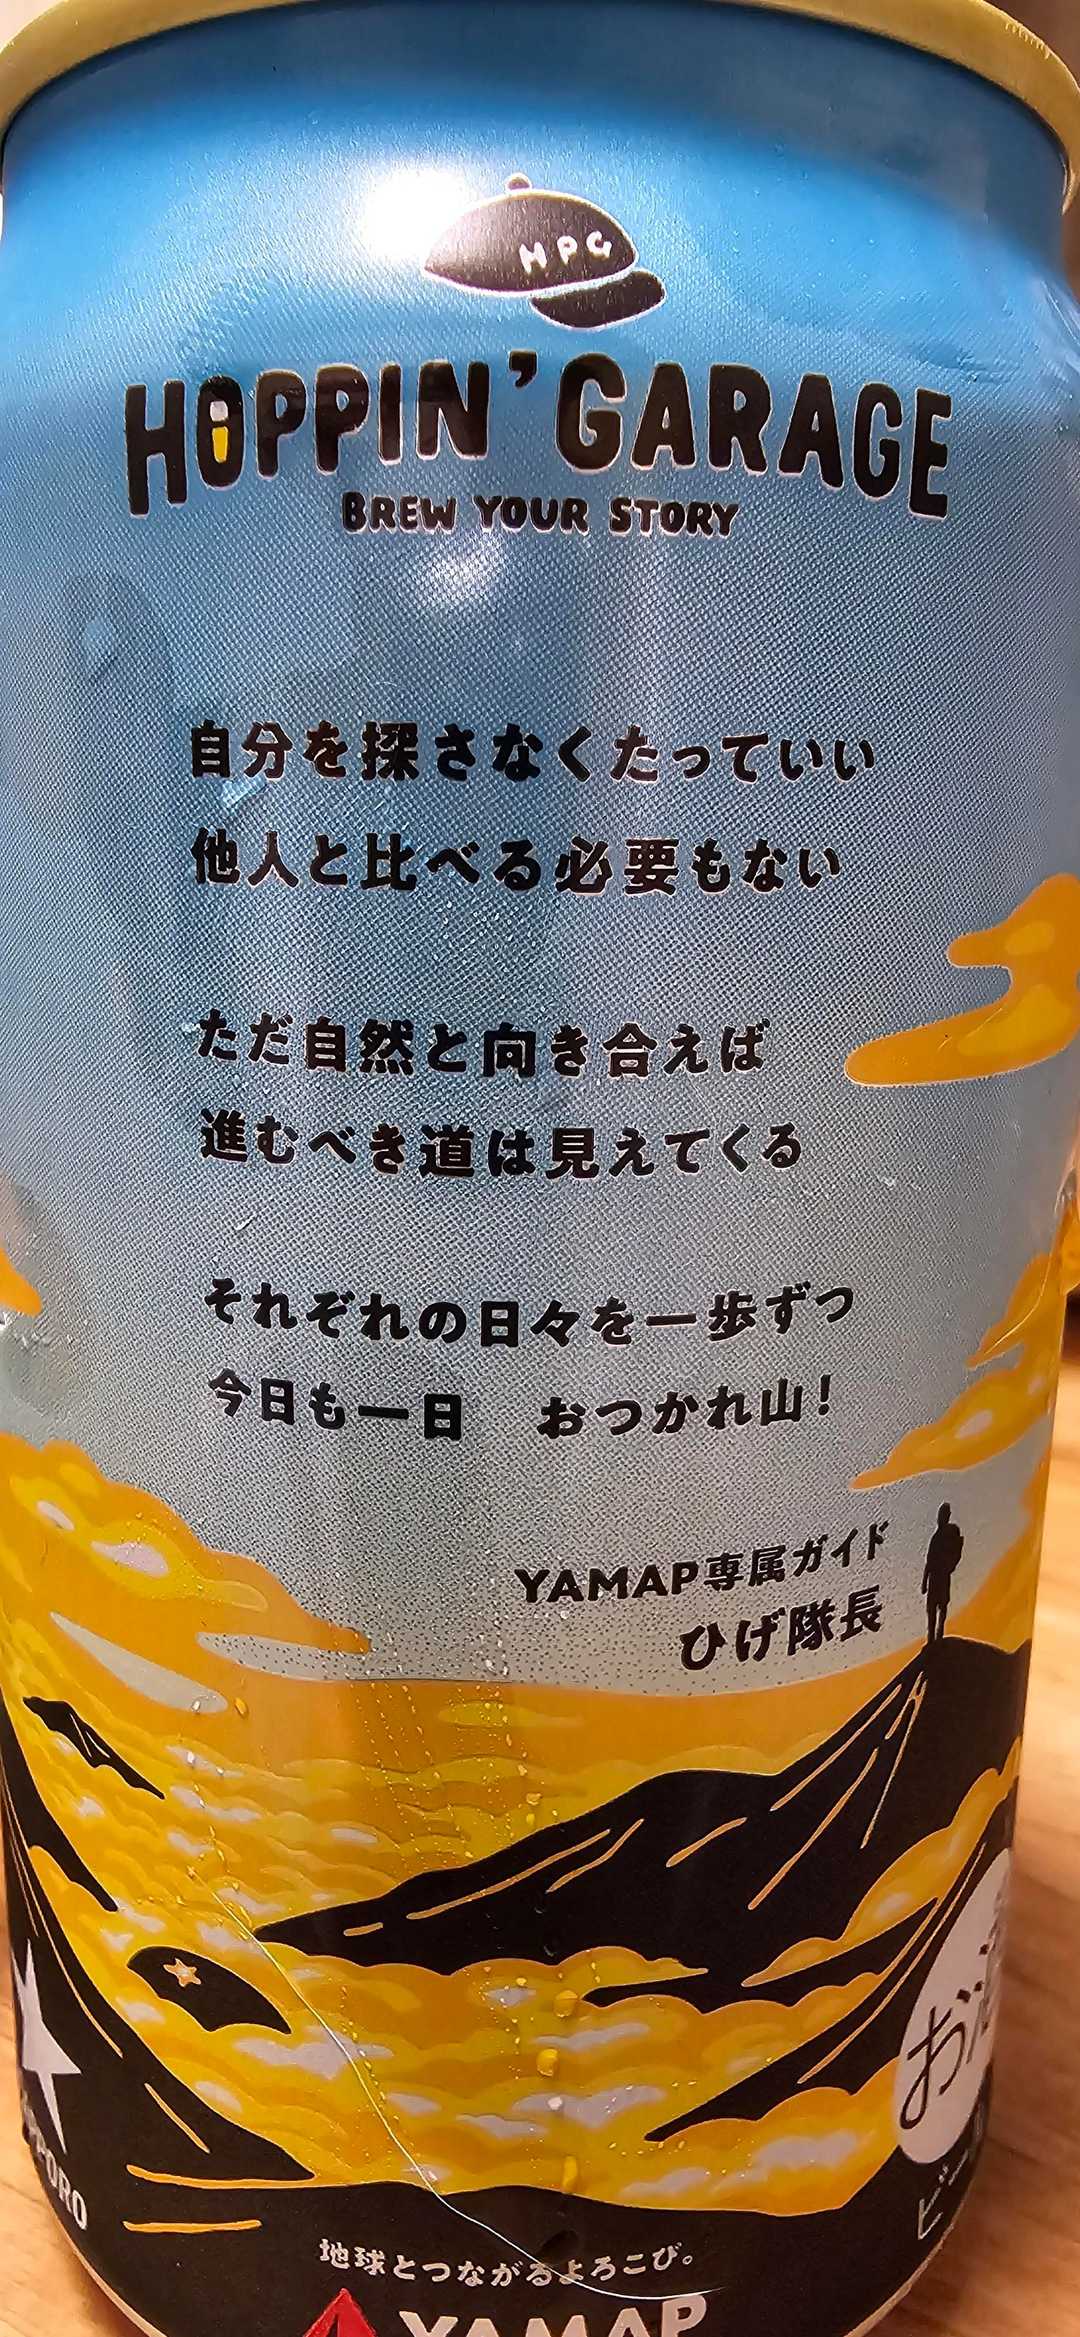 HPG
HOPPIN' GARAGE
BREW YOUR STORY
自分を探さなくたっていい
他人と比べる必要もない
ただ自然と向き合えば
進むべき道は見えてくる
それぞれの日々を一歩ずつ
今日も一日　おつかれ山！
YAMAP専属ガイド
ひげ隊長
お
ビー
地球とつながるよろこび。
YAMAP